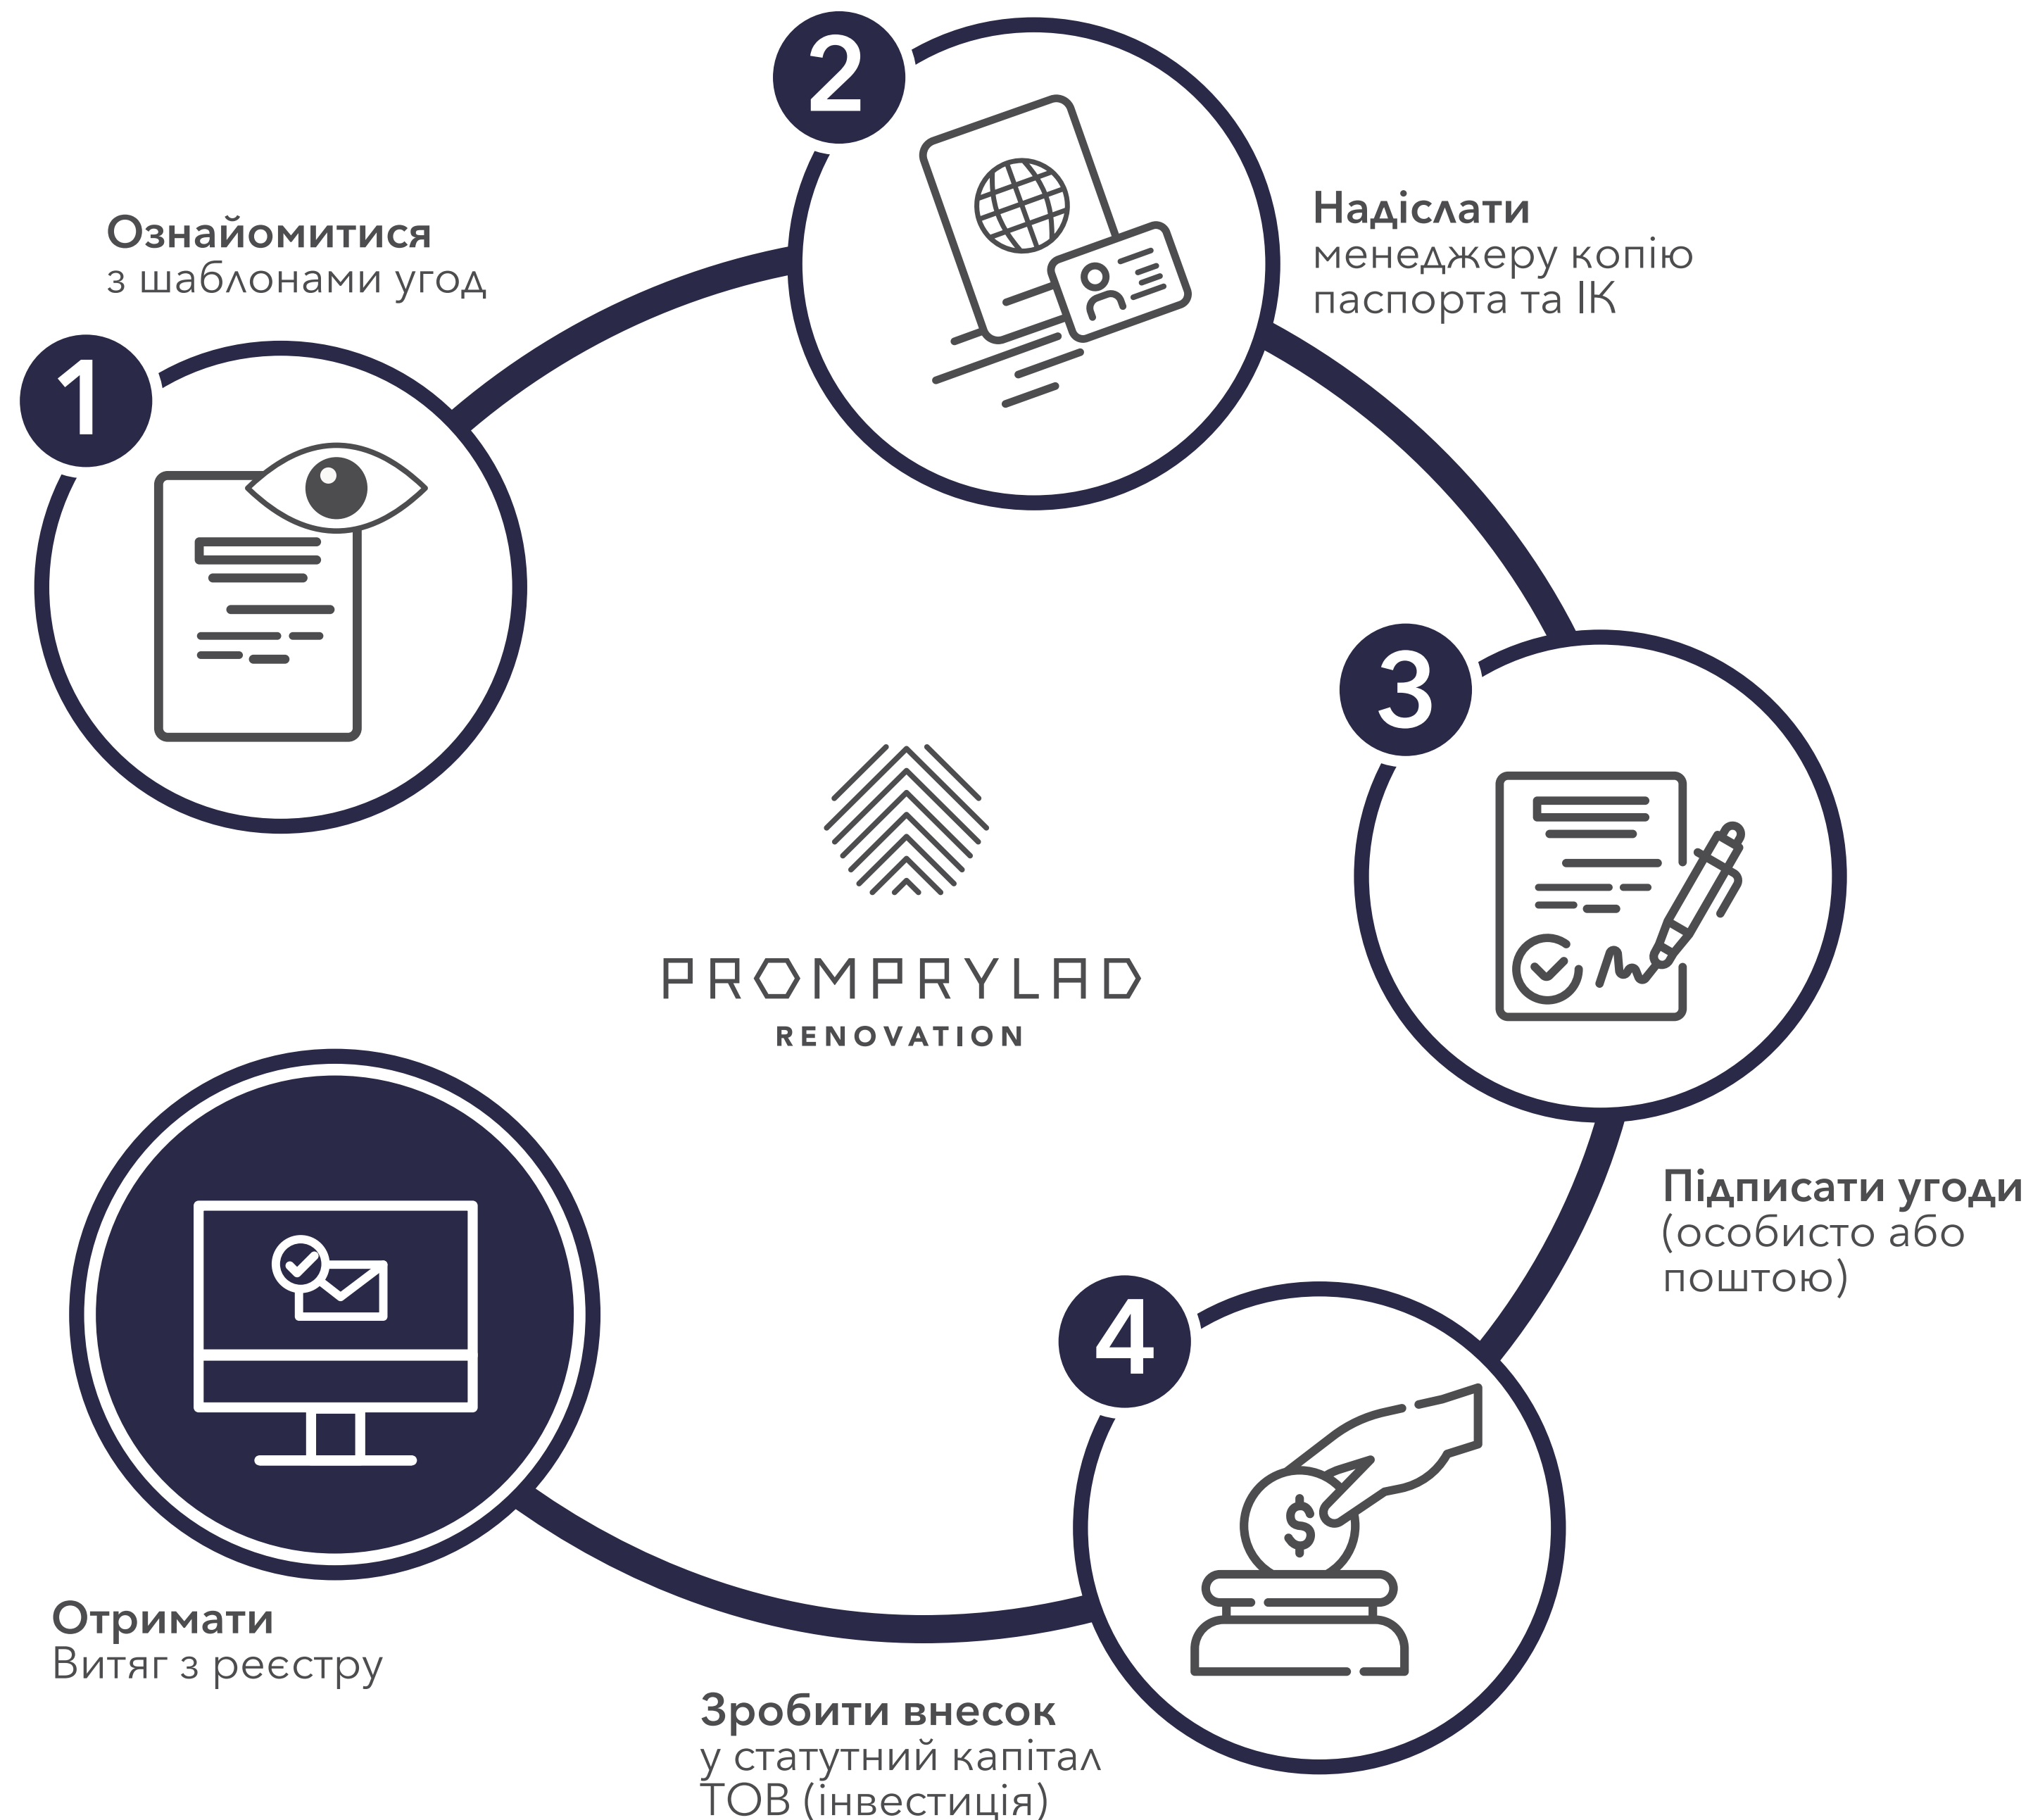 1
Ознайомитися
з шаблонами угод
2
Надіслати
менеджеру копію
паспорта та ІК
3
Підписати угоди
(особисто або
поштою)
4
$
Зробити внесок
у статутний капітал
ТОВ (інвестиція)
Отримати
Витяг з реєстру
PROMPRYLAD
RENOVATION